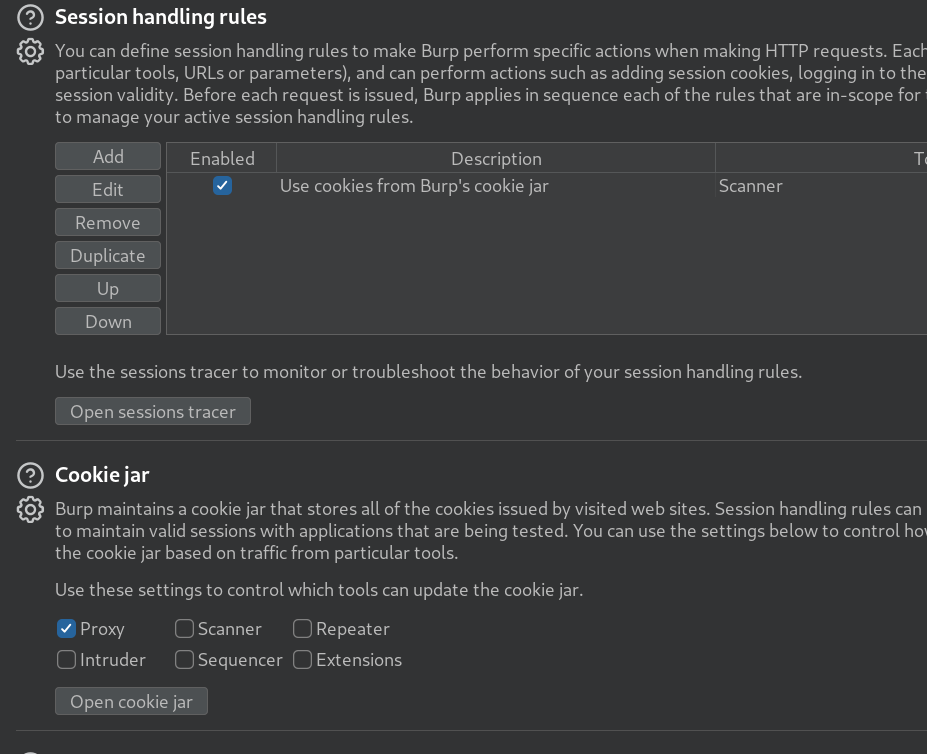 Session handling rules
You can define session handling rules to make Burp perform specific actions when making HTTP requests. Each
particular tools, URLs or parameters), and can perform actions such as adding session cookies, logging in to the
session validity. Before each request is issued, Burp applies in sequence each of the rules that are in-scope for
to manage your active session handling rules.
Add
Edit
Remove
Duplicate
Up
Down
Enabled Description
Use cookies from Burp's cookie jar Scanner
Use the sessions tracer to monitor or troubleshoot the behavior of your session handling rules.
Open sessions tracer
Cookie jar
Burp maintains a cookie jar that stores all of the cookies issued by visited web sites. Session handling rules can
to maintain valid sessions with applications that are being tested. You can use the settings below to control
the cookie jar based on traffic from particular tools.
Use these settings to control which tools can update the cookie jar.
Proxy Scanner Repeater
Intruder Sequencer Extensions
Open cookie jar